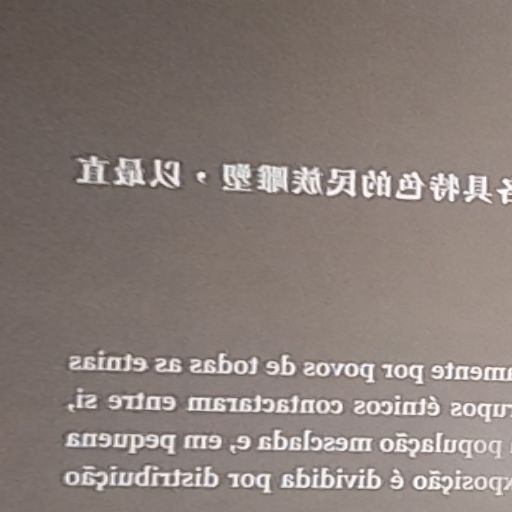 各具特色的民族雕塑，以最直
amente por povos de todas as etnias
rupos étnicos contactaram entre si,
população mesclada e, em pequena
xposição é dividida por distribuição